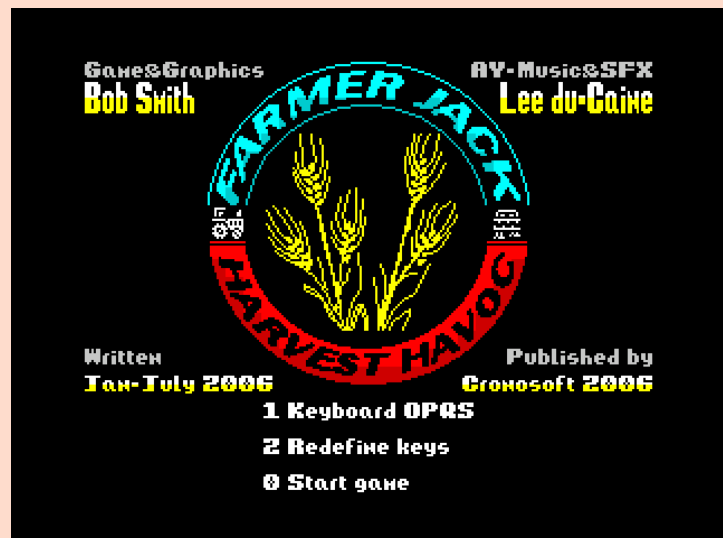 Game&Graphics
Bob Smith
AY-Music&SFX
Lee du-Caine
FARMER JACK
HARVEST HAVOC
Written
Jan-July 2006
Published by
Cronosoft 2006
1 Keyboard OPQS
2 Redefine keys
0 Start game